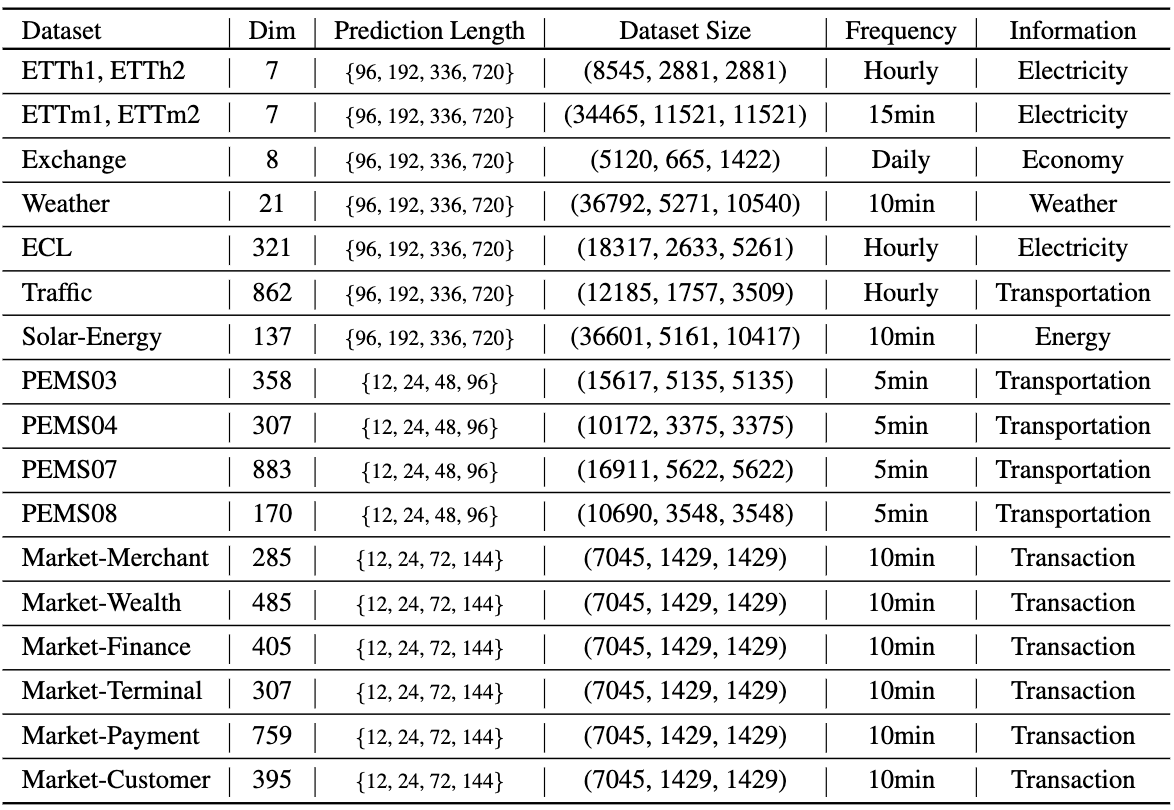 Dataset Dim Prediction Length Dataset Size Frequency Information
ETTh1, ETTh2 7 {96, 192, 336, 720} (8545, 2881, 2881) Hourly Electricity
ETTm1, ETTm2 7 {96, 192, 336, 720} (34465, 11521, 11521) 15min Electricity
Exchange 8 {96, 192, 336, 720} (5120, 665, 1422) Daily Economy
Weather 21 {96, 192, 336, 720} (36792, 5271, 10540) 10min Weather
ECL 321 {96, 192, 336, 720} (18317, 2633, 5261) Hourly Electricity
Traffic 862 {96, 192, 336, 720} (12185, 1757, 3509) Hourly Transportation
Solar-Energy 137 {96, 192, 336, 720} (36601, 5161, 10417) 10min Energy
PEMS03 358 {12, 24, 48, 96} (15617, 5135, 5135) 5min Transportation
PEMS04 307 {12, 24, 48, 96} (10172, 3375, 3375) 5min Transportation
PEMS07 883 {12, 24, 48, 96} (16911, 5622, 5622) 5min Transportation
PEMS08 170 {12, 24, 48, 96} (10690, 3548, 3548) 5min Transportation
Market-Merchant 285 {12, 24, 72, 144} (7045, 1429, 1429) 10min Transaction
Market-Wealth 485 {12, 24, 72, 144} (7045, 1429, 1429) 10min Transaction
Market-Finance 405 {12, 24, 72, 144} (7045, 1429, 1429) 10min Transaction
Market-Terminal 307 {12, 24, 72, 144} (7045, 1429, 1429) 10min Transaction
Market-Payment 759 {12, 24, 72, 144} (7045, 1429, 1429) 10min Transaction
Market-Customer 395 {12, 24, 72, 144} (7045, 1429, 1429) 10min Transaction